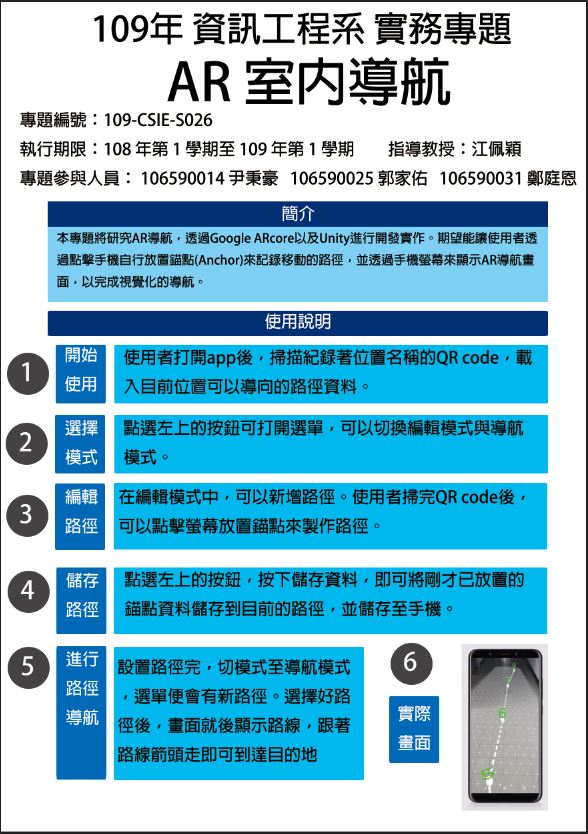 109年 資訊工程系 實務專題
AR 室內導航
專題編號：109-CSIE-S026
執行期限：108 年第 1 學期至 109 年第 1 學期 指導教授：江佩穎
專題參與人員： 106590014 尹秉豪 106590025 郭家佑 106590031 鄭庭恩
簡介
本專題將研究AR導航，透過Google ARcore以及Unity進行開發實作。期望能讓使用者透
過點擊手機自行放置錨點(Anchor)來記錄移動的路徑，並透過手機螢幕來顯示AR導航畫
面，以完成視覺化的導航。
使用說明
1
開始
使用
使用者打開app後，掃描紀錄著位置名稱的QR code，載
入目前位置可以導向的路徑資料。
2
選擇
模式
點選左上的按鈕可打開選單，可以切換編輯模式與導航
模式。
3
編輯
路徑
在編輯模式中，可以新增路徑。使用者掃完QR code後，
可以點擊螢幕放置錨點來製作路徑。
4
儲存
路徑
點選左上的按鈕，按下儲存資料，即可將剛才已放置的
錨點資料儲存到目前的路徑，並儲存至手機。
5
進行
路徑
導航
設置路徑完，切模式至導航模式
，選單便會有新路徑。選擇好路
徑後，畫面就後顯示路線，跟著
路線箭頭走即可到達目的地
6
實際
畫面